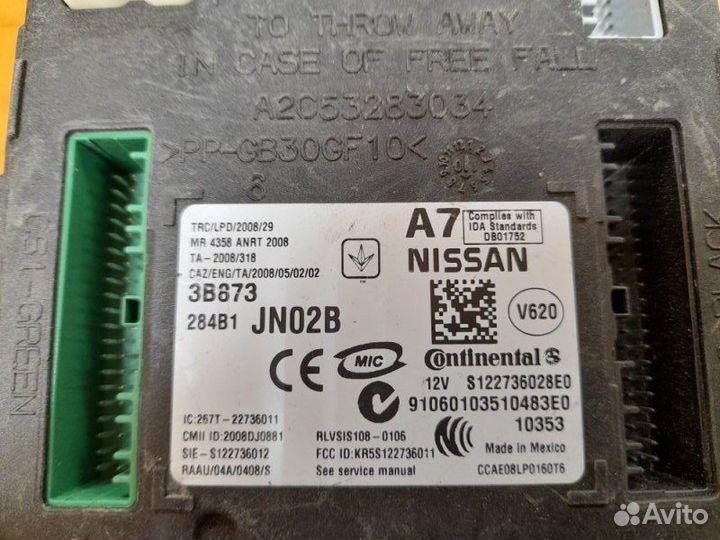 TO THROW AWAY
IN CASE OF FREE FALL
A2C53283034
>PP-GB30GF10<
6
LS1-GREEN
TRC/LPD/2008/29
MR 4358 ANRT 2008
TA-2008/318
CAZ/ENG/TA/2008/05/02/02
3B673
284B1 JN02B
A7
Complies with
IDA Standards
DB01752
NISSAN
V620
CE
MIC
Continental
12V S122736028E0
91060103510483E0
10353
IC:267T-22736011
CMII ID:2008DJ0881
SIE-S122736012
RAAU/04A/0408/S
RLVSIS108-0106
FCC ID:KR5S122736011
See service manual
Made in Mexico
CCAE08LP0160T6
Avito